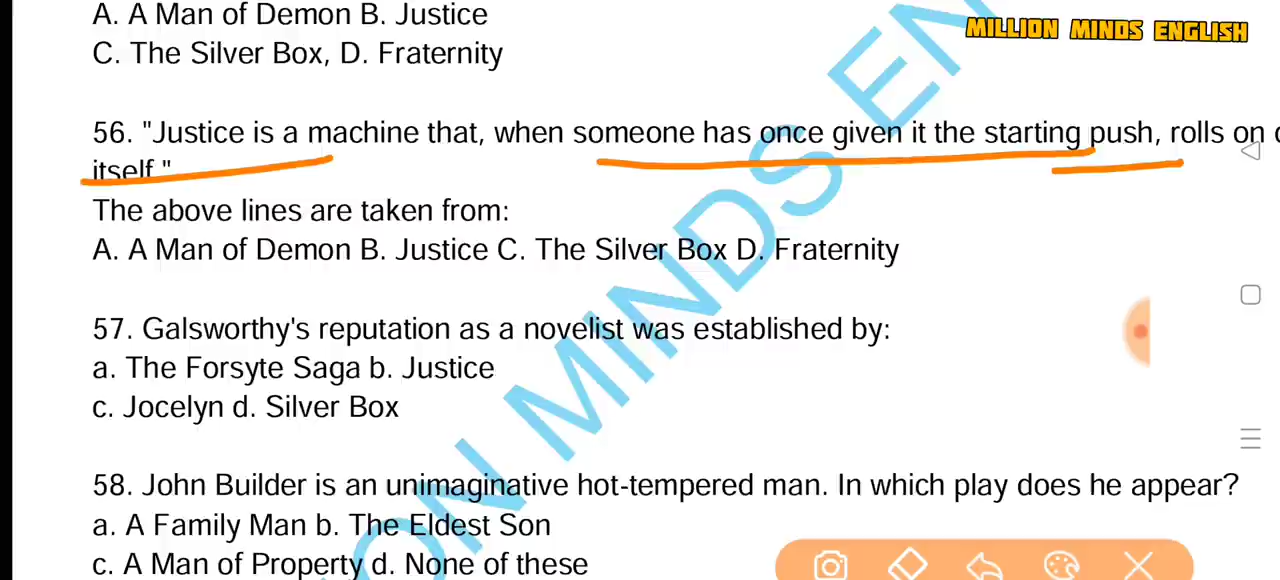 A. A Man of Demon B. Justice
MILLION MINDS ENGLISH
C. The Silver Box, D. Fraternity
56. "Justice is a machine that, when someone has once given it the starting push, rolls on
itself."
The above lines are taken from:
A. A Man of Demon B. Justice C. The Silver Box D. Fraternity
57. Galsworthy's reputation as a novelist was established by:
a. The Forsyte Saga b. Justice
c. Jocelyn d. Silver Box
58. John Builder is an unimaginative hot-tempered man. In which play does he appear?
a. A Family Man b. The Eldest Son
c. A Man of Property d. None of these
ON MINDS EN